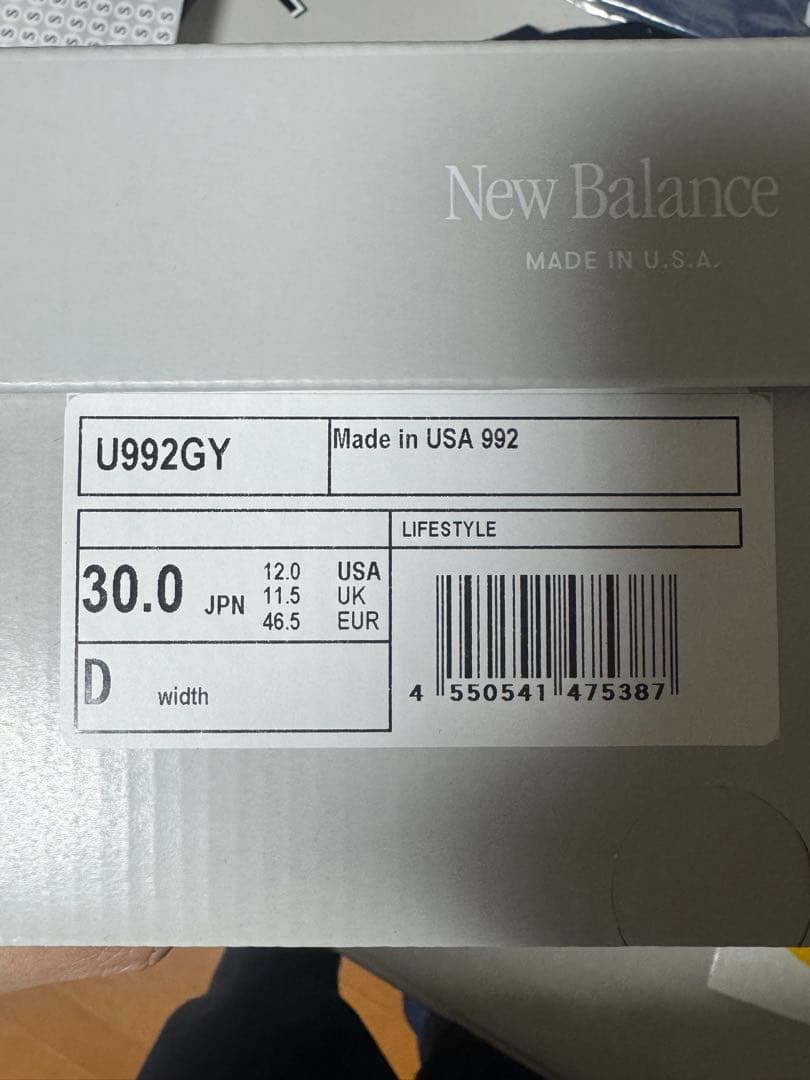 New Balance
MADE IN U.S.A.
U992GY
Made in USA 992
LIFESTYLE
30.0 JPN
12.0 USA
11.5 UK
46.5 EUR
D width
4 550541 475387